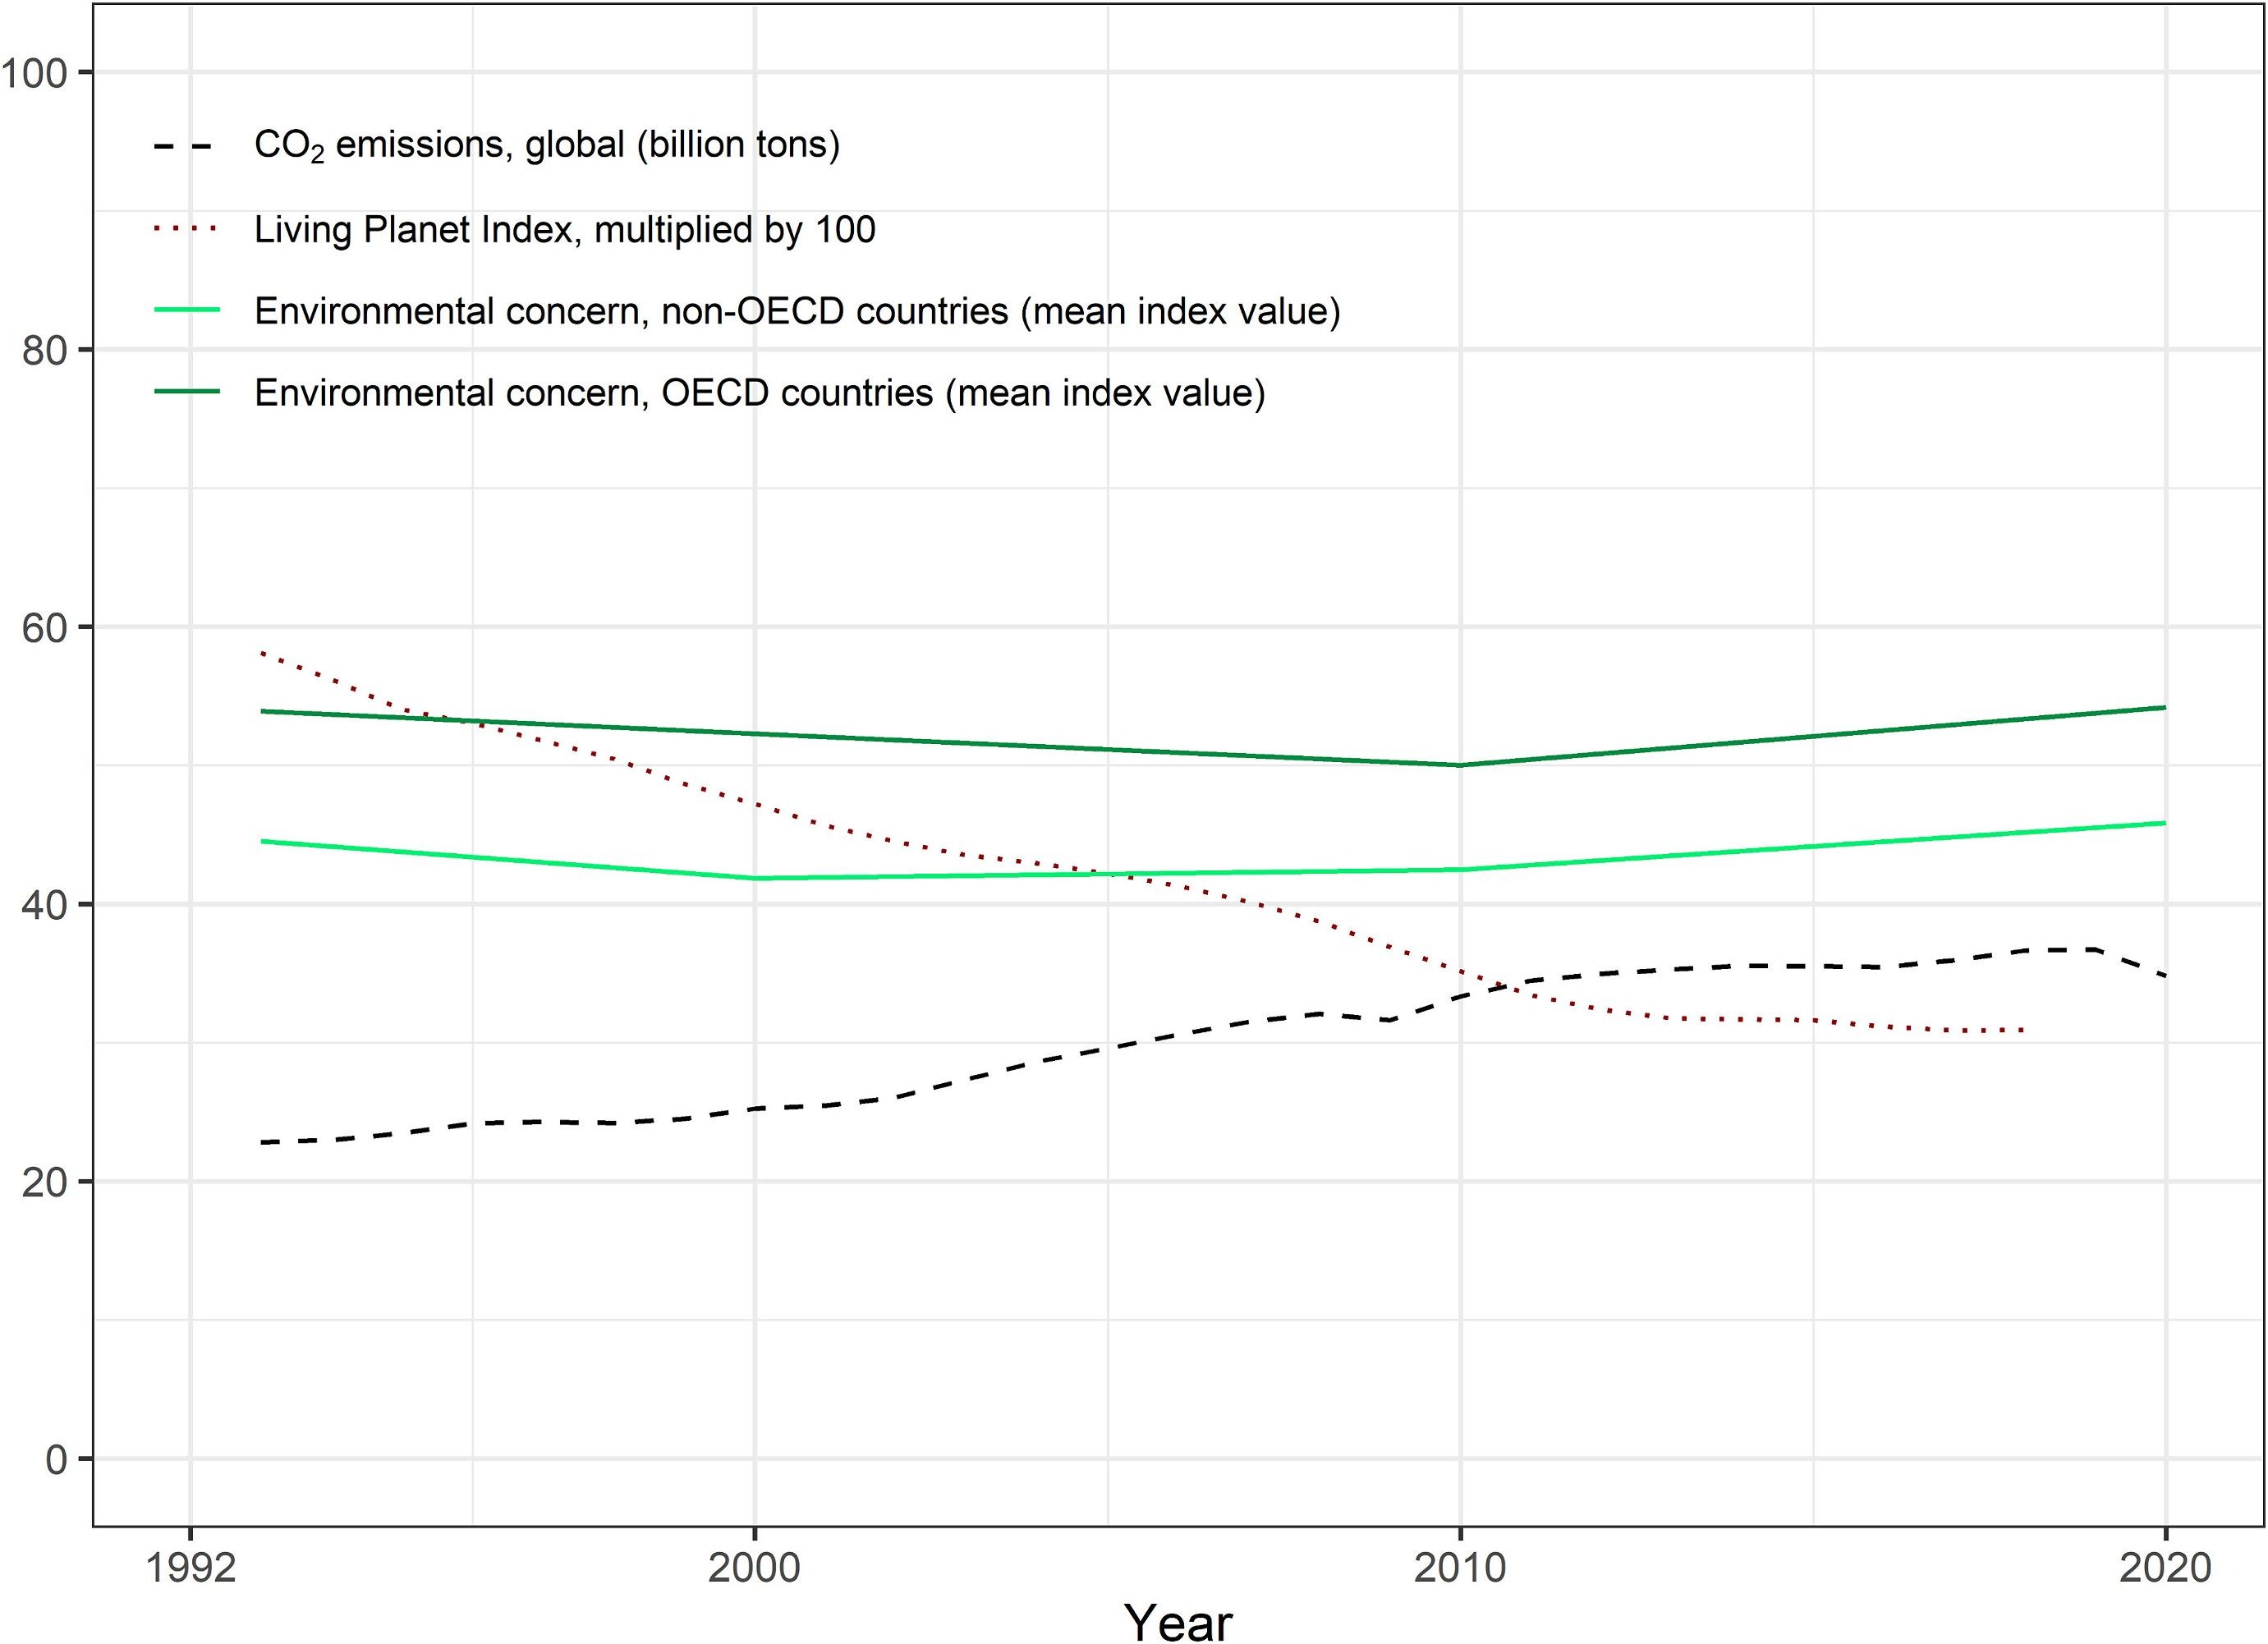 100
CO₂ emissions, global (billion tons)
Living Planet Index, multiplied by 100
Environmental concern, non-OECD countries (mean index value)
80
Environmental concern, OECD countries (mean index value)
60
40
20
0
1992 2000 2010 2020
Year